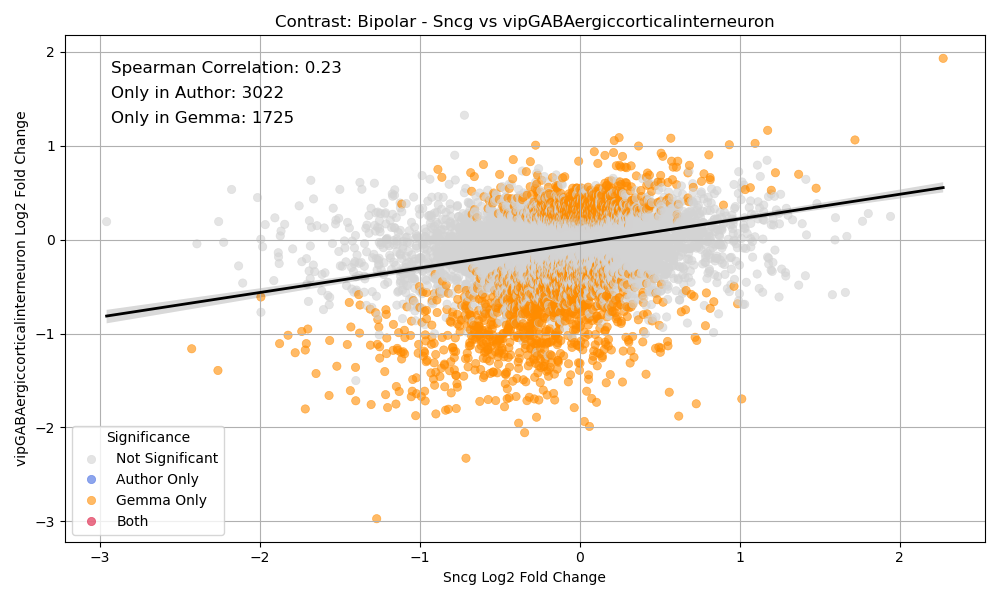 Contrast: Bipolar - Sncg vs vipGABAergiccorticalinterneuron
Spearman Correlation: 0.23
Only in Author: 3022
Only in Gemma: 1725
vipGABAergiccorticalinterneuron Log2 Fold Change
2
1
0
−1
−2
−3
Significance
Not Significant
Author Only
Gemma Only
Both
−3 −2 −1 0 1 2
Sncg Log2 Fold Change